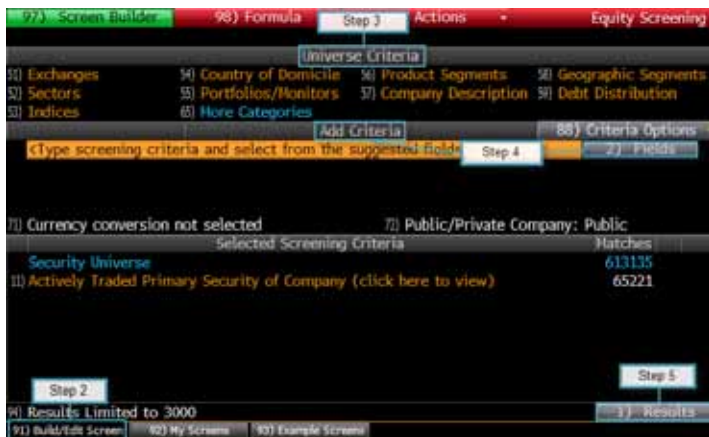 97) Screen Builder 98) Formula Step 3 Actions Equity Screening
Universe Criteria
51) Exchanges 54) Country of Domicile 56) Product Segments 58) Geographic Segments
52) Sectors 55) Portfolios/Monitors 57) Company Description 59) Debt Distribution
53) Indices 65) More Categories
Add Criteria 88) Criteria Options
<Type screening criteria and select from the suggested field Step 4 2) Fields
71) Currency conversion not selected 72) Public/Private Company: Public
Selected Screening Criteria Matches
Security Universe 613135
11) Actively Traded Primary Security of Company (click here to view) 65221
Step 2 Step 5
94) Results Limited to 3000 1) Results
91) Build/Edit Screen 92) My Screens 93) Example Screens